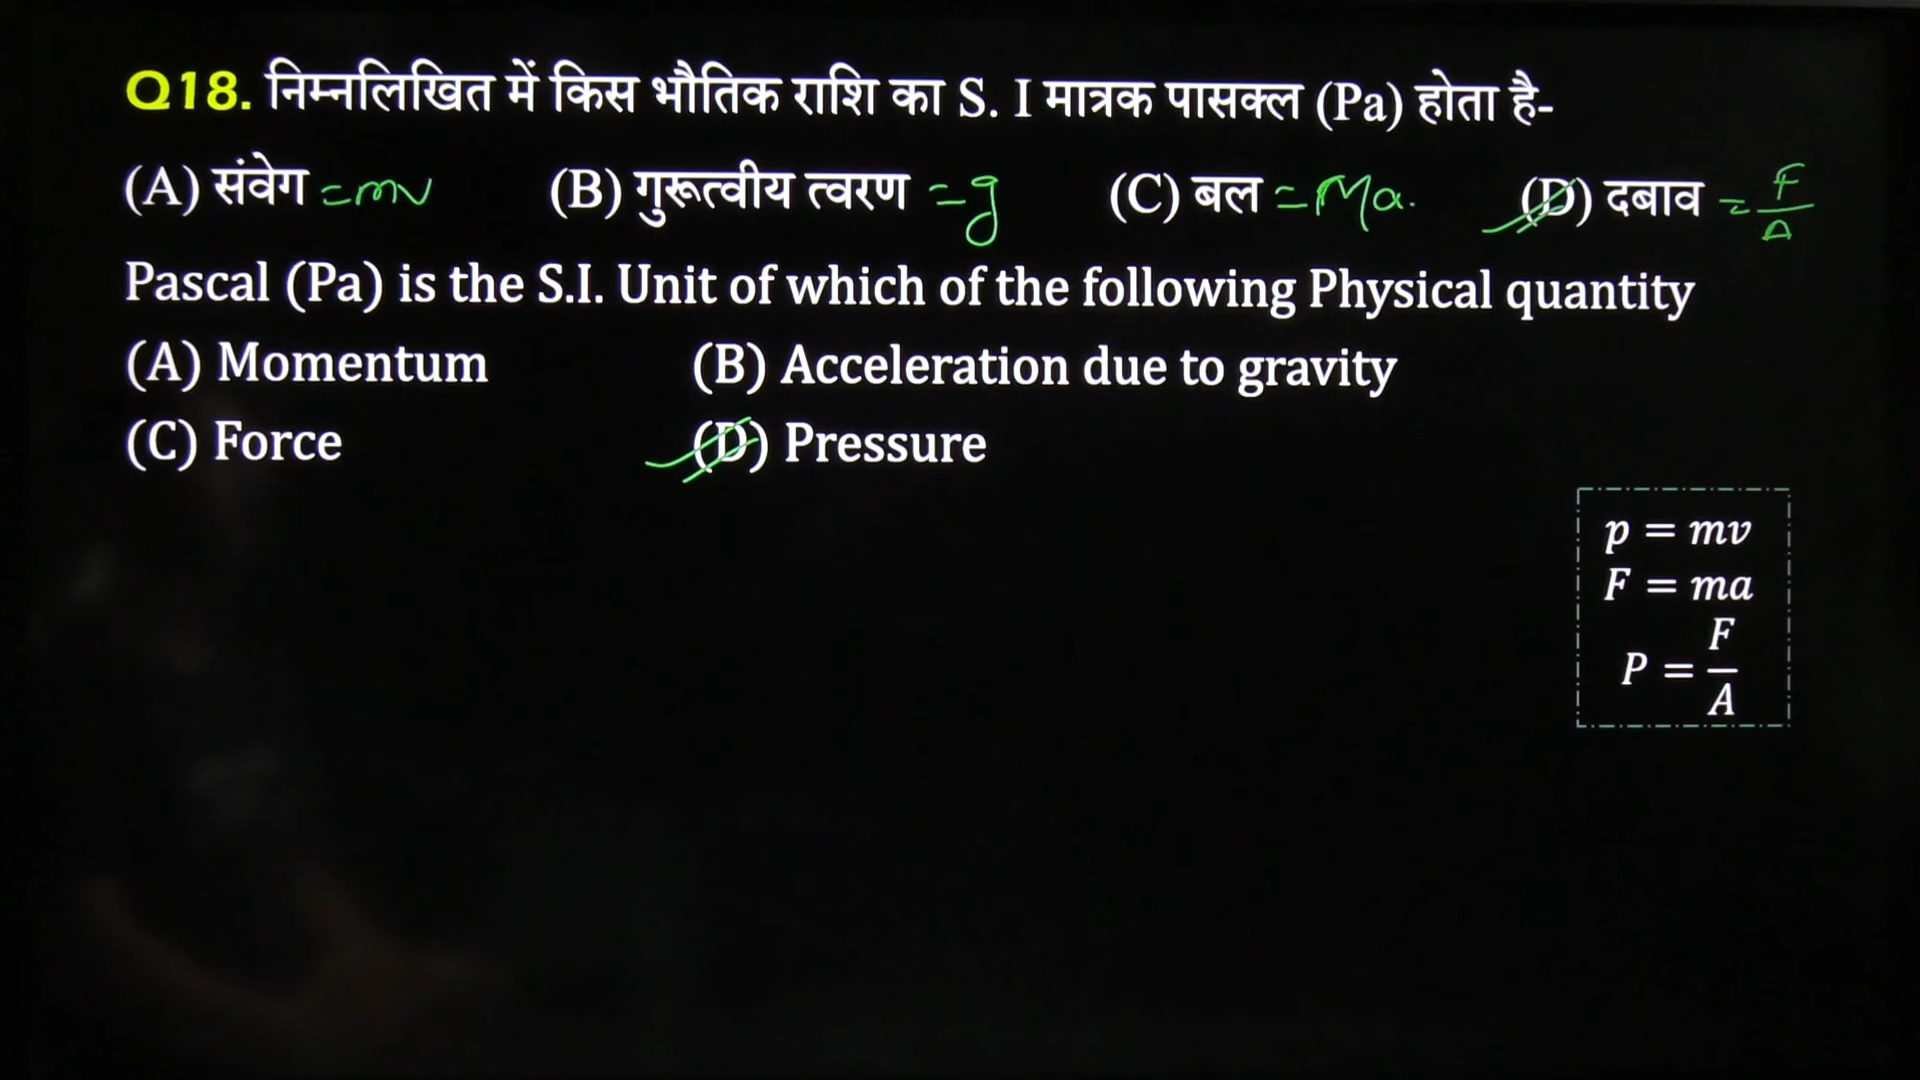 Q18. निम्नलिखित में किस भौतिक राशि का S. I मात्रक पासक्ल (Pa) होता है-
(A) संवेग =mv (B) गुरूत्वीय त्वरण =g (C) बल =Ma. (D) दबाव = F/A
Pascal (Pa) is the S.I. Unit of which of the following Physical quantity
(A) Momentum (B) Acceleration due to gravity
(C) Force (D) Pressure
p = mv
F = ma
P = F/A